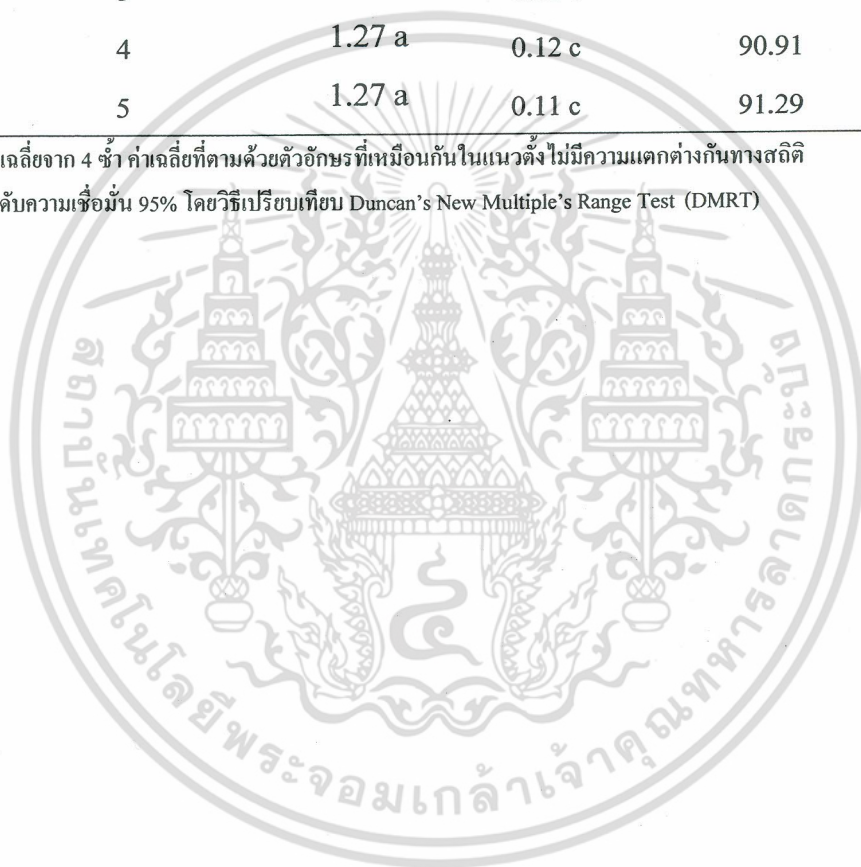 4 1.27 a 0.12 c 90.91
5 1.27 a 0.11 c 91.29
เฉลี่ยจาก 4 ซ้ำ ค่าเฉลี่ยที่ตามด้วยตัวอักษรที่เหมือนกันในแนวตั้งไม่มีความแตกต่างกันทางสถิติ
ดับความเชื่อมั่น 95% โดยวิธีเปรียบเทียบ Duncan's New Multiple's Range Test (DMRT)
สถาบันเทคโนโลยีพระจอมเกล้าเจ้าคุณทหารลาดกระบัง